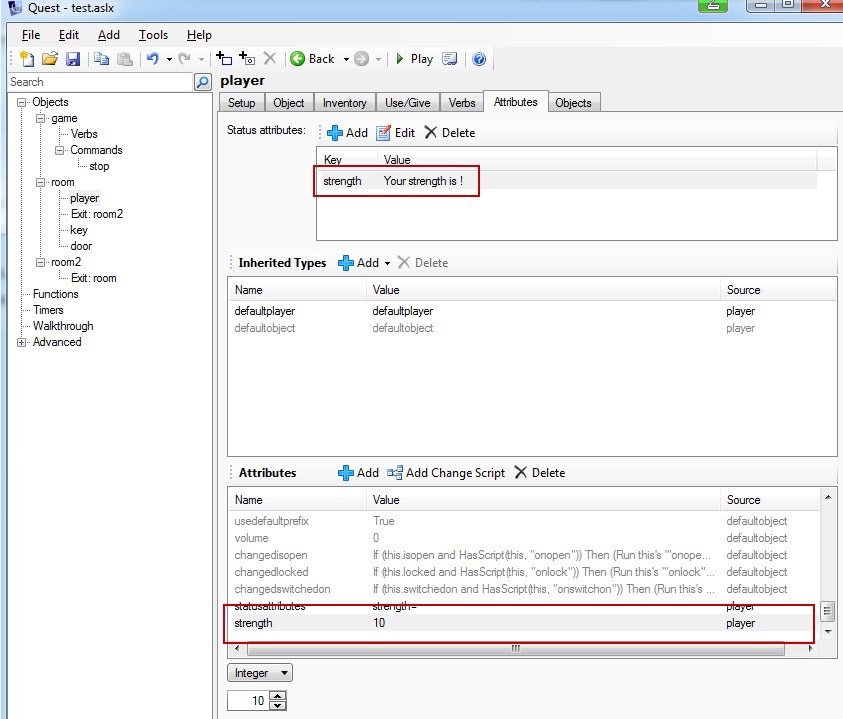 Quest - test.aslx
File Edit Add Tools Help
Back Play
Search
player
Setup Object Inventory Use/Give Verbs Attributes Objects
Objects
game
Verbs
Commands
stop
room
player
Exit: room2
key
door
room2
Exit: room
Functions
Timers
Walkthrough
Advanced
Status attributes: Add Edit Delete
Key Value
strength Your strength is !
Inherited Types Add Delete
Name Value Source
defaultplayer defaultplayer player
defaultobject defaultobject player
Attributes Add Add Change Script Delete
Name Value Source
usedefaultprefix True defaultobject
volume 0 defaultobject
changedisopen If (this.isopen and HasScript(this, "onopen")) Then (Run this's "'onope... defaultobject
changedlocked If (this.locked and HasScript(this, "onlock")) Then (Run this's "'onlock"... defaultobject
changedswitchedon If (this.switchedon and HasScript(this, "onswitchon")) Then (Run this's ... defaultobject
statusattributes strength= player
strength 10 player
Integer
10